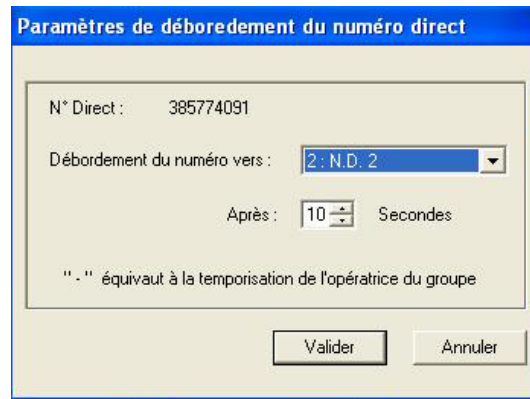 Paramètres de déboredement du numéro direct
N° Direct : 385774091
Débordement du numéro vers : 2 : N.D. 2
Après : 10 Secondes
" - " équivaut à la temporisation de l'opératrice du groupe
Valider Annuler